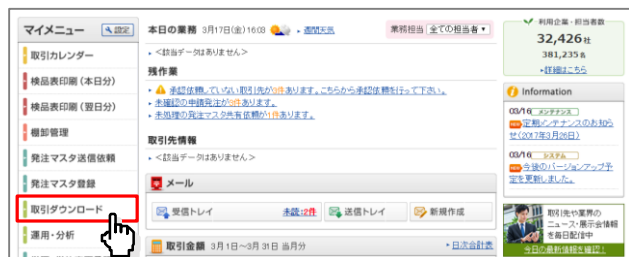 マイメニュー 設定
取引カレンダー
検品表印刷（本日分）
検品表印刷（翌日分）
棚卸管理
発注マスタ送信依頼
発注マスタ登録
取引ダウンロード
運用・分析
本日の業務 3月17日(金)16:03 週間天気 業務担当 全ての担当者
<該当データはありません>
残作業
承認依頼していない取引先が0件あります。こちらから承認依頼を行って下さい。
未確認の申請発注が3件あります。
未処理の発注マスタ共有依頼が1件あります。
取引先情報
<該当データはありません>
メール
受信トレイ 未読:2件 送信トレイ 新規作成
取引金額 3月1日～3月31日 当月分 日次合計表
利用企業・担当者数
32,426社
381,235名
詳細はこちら
Information
03/16 メンテナンス
定期メンテナンスのお知ら
せ(2017年3月26日)
03/16 システム
今後のバージョンアップ予
定を更新しました。
取引先や業界の
ニュース・展示会情報
を毎日配信中
今日の最新情報を確認！